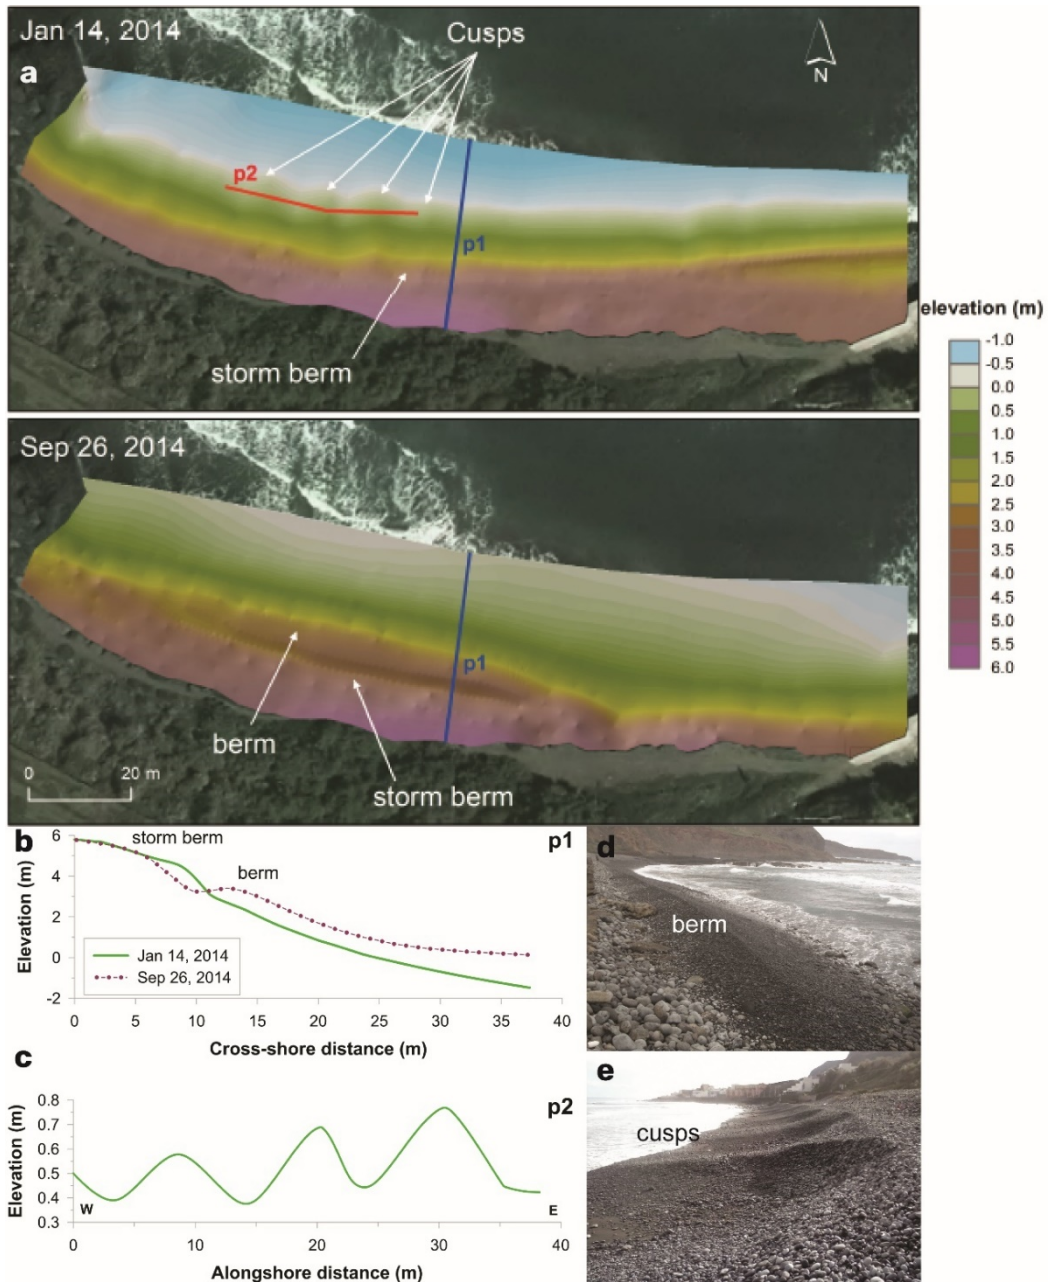 Jan 14, 2014
a
Cusps
N
p2
p1
storm berm
elevation (m)
-1.0
-0.5
0.0
0.5
1.0
1.5
2.0
2.5
3.0
3.5
4.0
4.5
5.0
5.5
6.0
Sep 26, 2014
p1
berm
storm berm
0 20 m
b
p1
storm berm
berm
Elevation (m)
6
4
2
0
-2
Jan 14, 2014
Sep 26, 2014
0 5 10 15 20 25 30 35 40
Cross-shore distance (m)
c
p2
Elevation (m)
0.8
0.7
0.6
0.5
0.4
0.3
W E
0 10 20 30 40
Alongshore distance (m)
d
berm
e
cusps